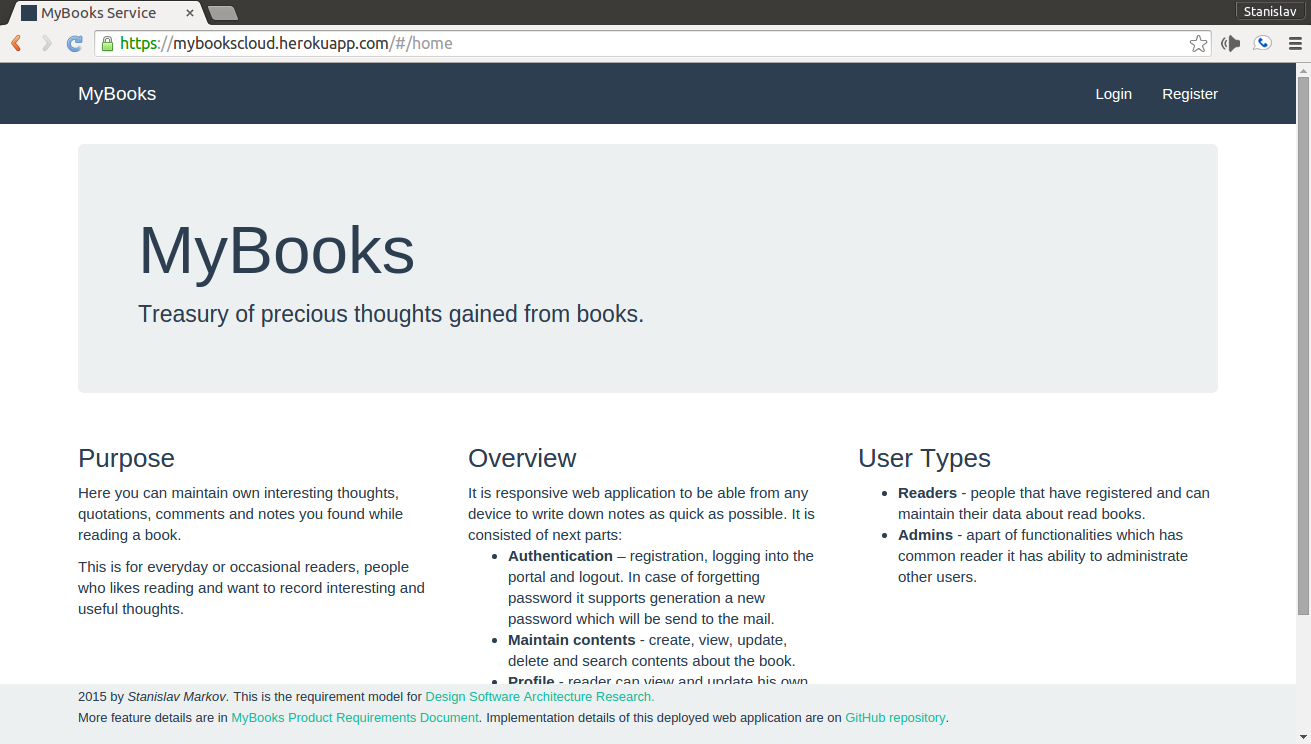 MyBooks Service
Stanislav
https://mybookscloud.herokuapp.com/#/home
MyBooks
Login
Register
MyBooks
Treasury of precious thoughts gained from books.
Purpose
Here you can maintain own interesting thoughts,
quotations, comments and notes you found while
reading a book.
This is for everyday or occasional readers, people
who likes reading and want to record interesting and
useful thoughts.
Overview
It is responsive web application to be able from any
device to write down notes as quick as possible. It is
consisted of next parts:
• Authentication – registration, logging into the
portal and logout. In case of forgetting
password it supports generation a new
password which will be send to the mail.
• Maintain contents - create, view, update,
delete and search contents about the book.
• Profile - reader can view and update his own
User Types
• Readers - people that have registered and can
maintain their data about read books.
• Admins - apart of functionalities which has
common reader it has ability to administrate
other users.
2015 by Stanislav Markov. This is the requirement model for Design Software Architecture Research.
More feature details are in MyBooks Product Requirements Document. Implementation details of this deployed web application are on GitHub repository.